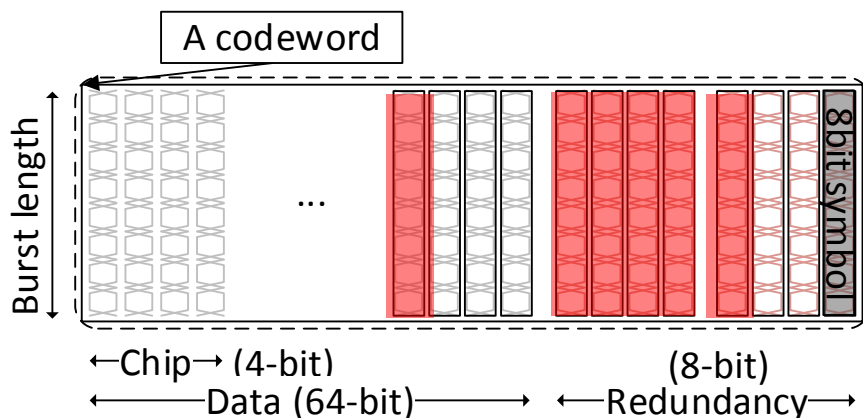 A codeword
Burst length
...
8bit symbol
Chip (4-bit) (8-bit)
Data (64-bit) Redundancy